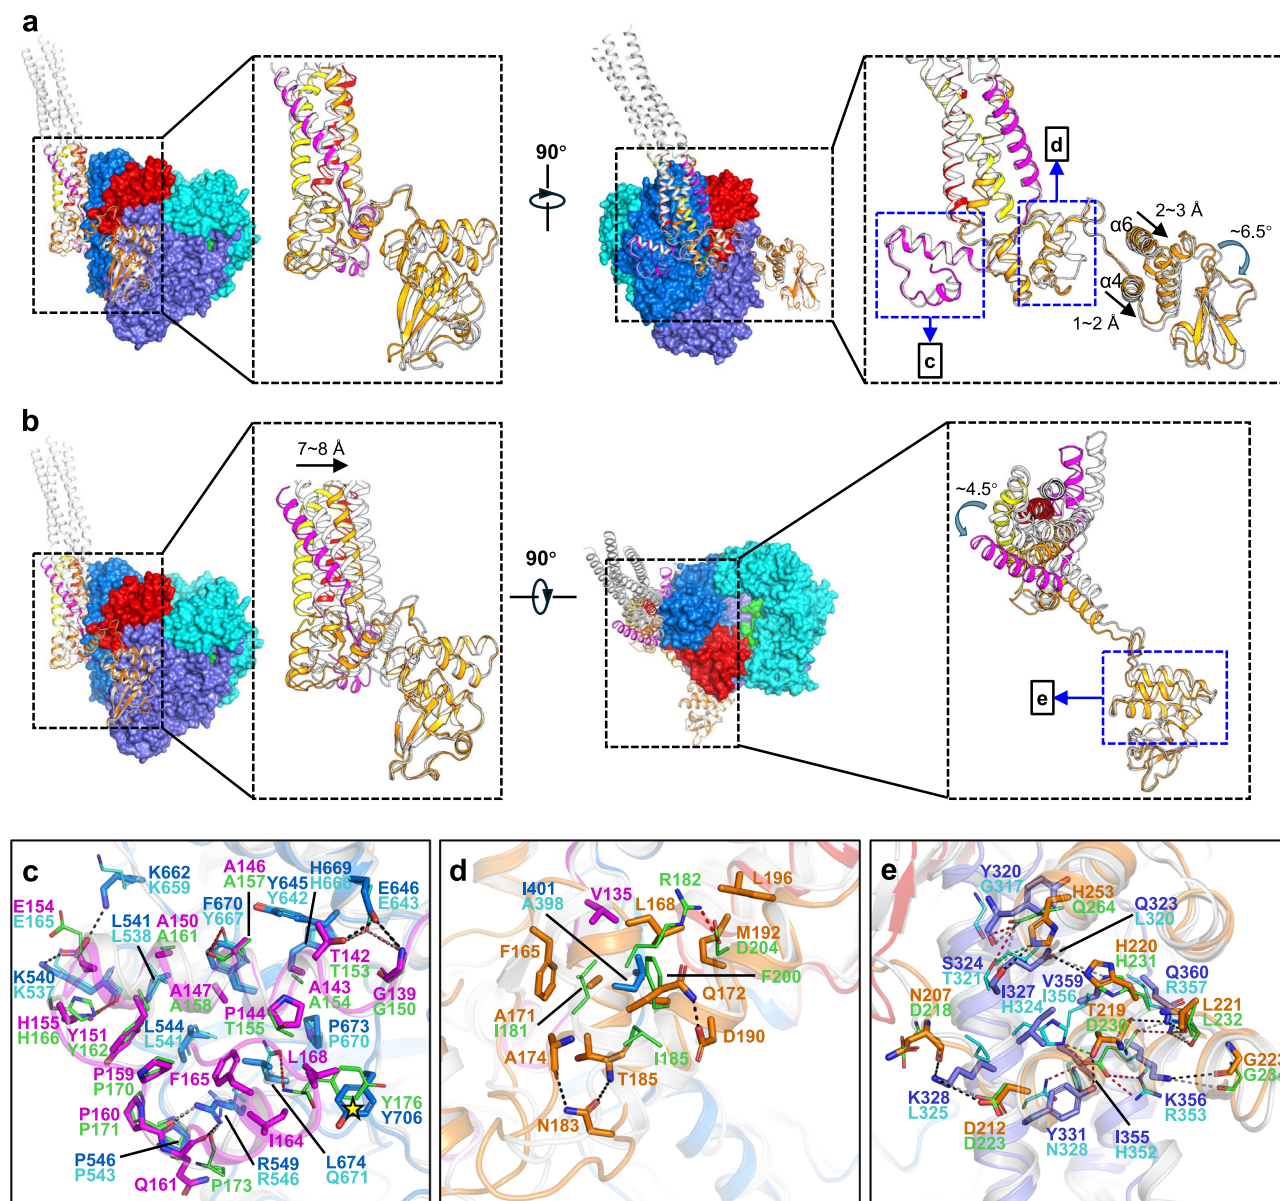 a
90°
d
α6
2~3 Å
~6.5°
α4
1~2 Å
c
b
7~8 Å
90°
~4.5°
e
c
K662
K659
A146
A157
H669
H666
Y645
Y642
E646
E643
E154
E165
L541
L538
A150
A161
F670
Y667
K540
K537
A147
A158
T142
T153
A143
A154
G139
G150
H155
H166
Y151
Y162
L544
L541
P144
T155
P673
P670
P159
P170
F165
L168
P160
P171
Y176
Y706
I164
P546
P543
R549
R546
L674
Q671
Q161
P173
d
R182
L196
V135
I401
A398
L168
M192
D204
F165
F200
Q172
A171
I181
D190
A174
I185
T185
N183
e
Y320
G317
H253
Q264
Q323
L320
S324
T321
H220
H231
V359
I356
Q360
R357
I327
H324
N207
D218
T219
D230
L221
L232
G223
G234
K328
L325
K356
R353
D212
D223
Y331
N328
I355
H352